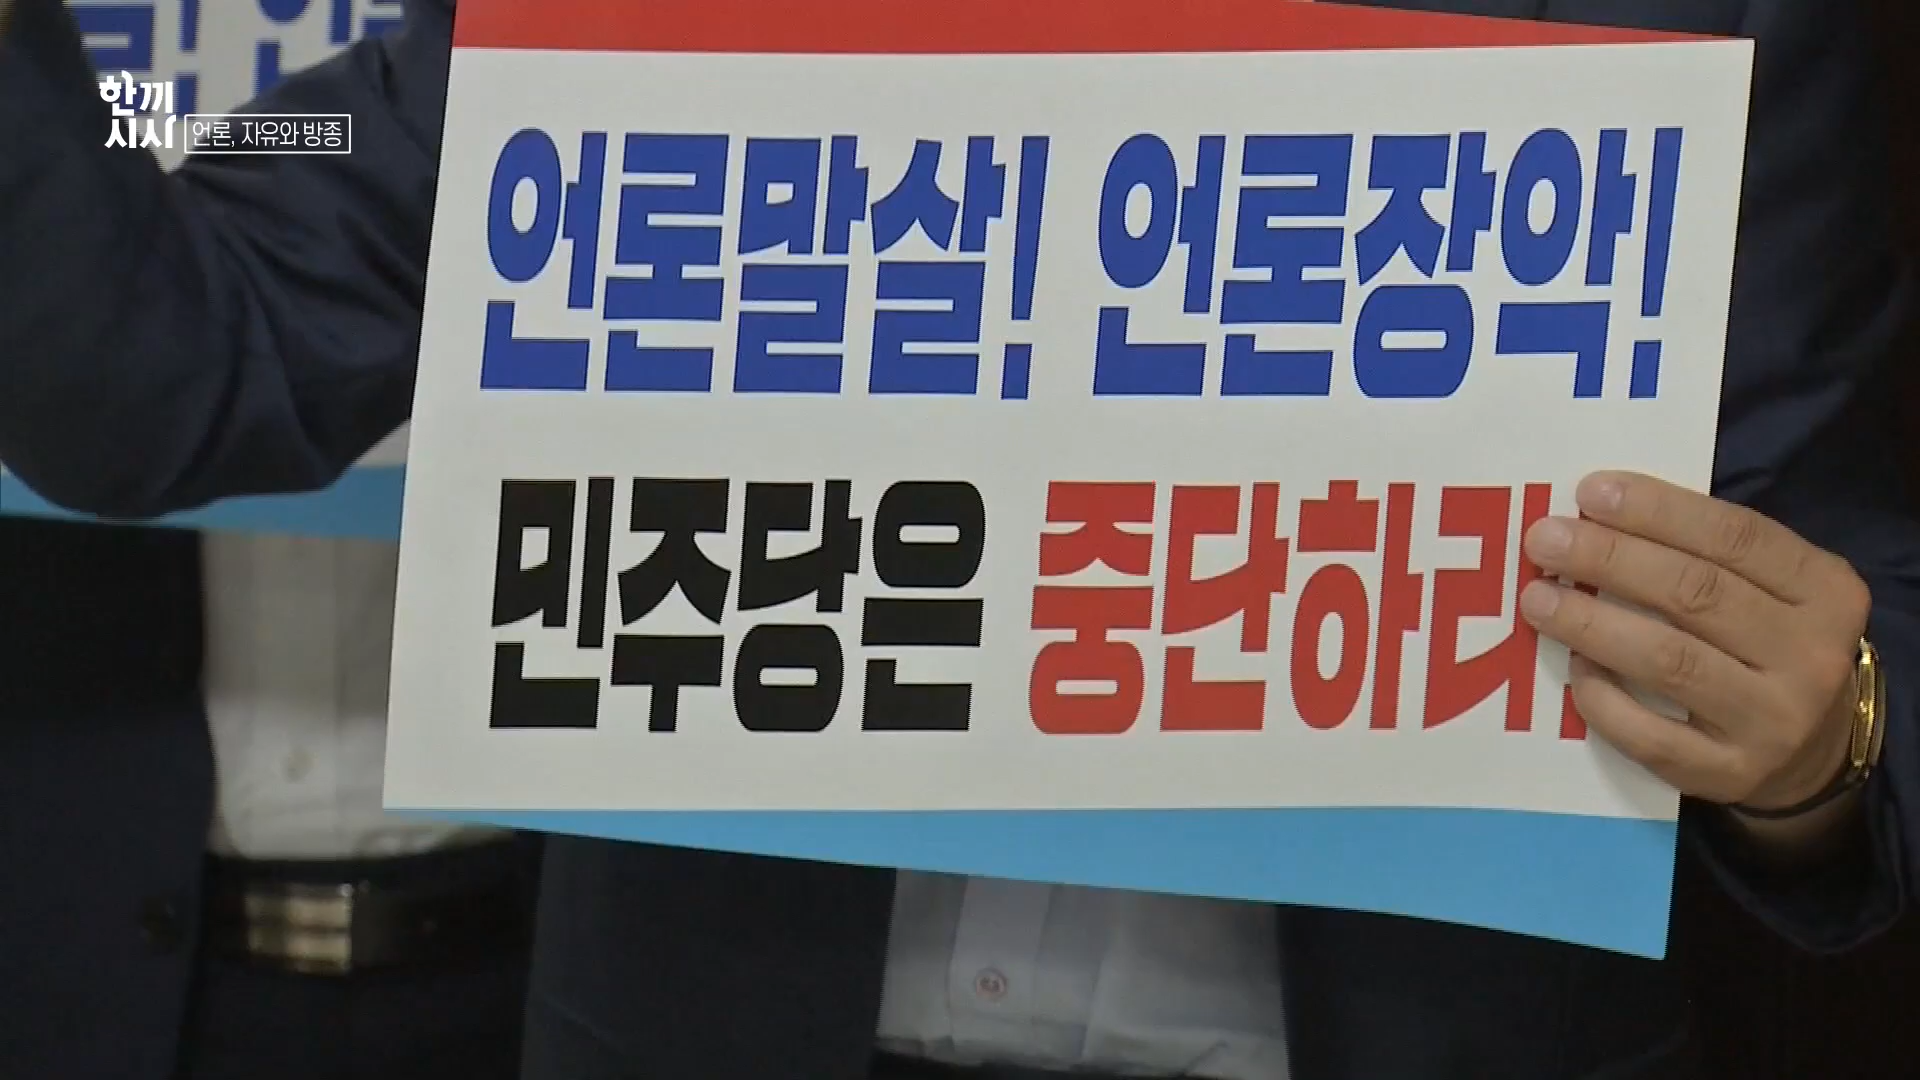 한끼
시사 언론, 자유와 방종
언론말살! 언론장악!
민주당은 중단하라!